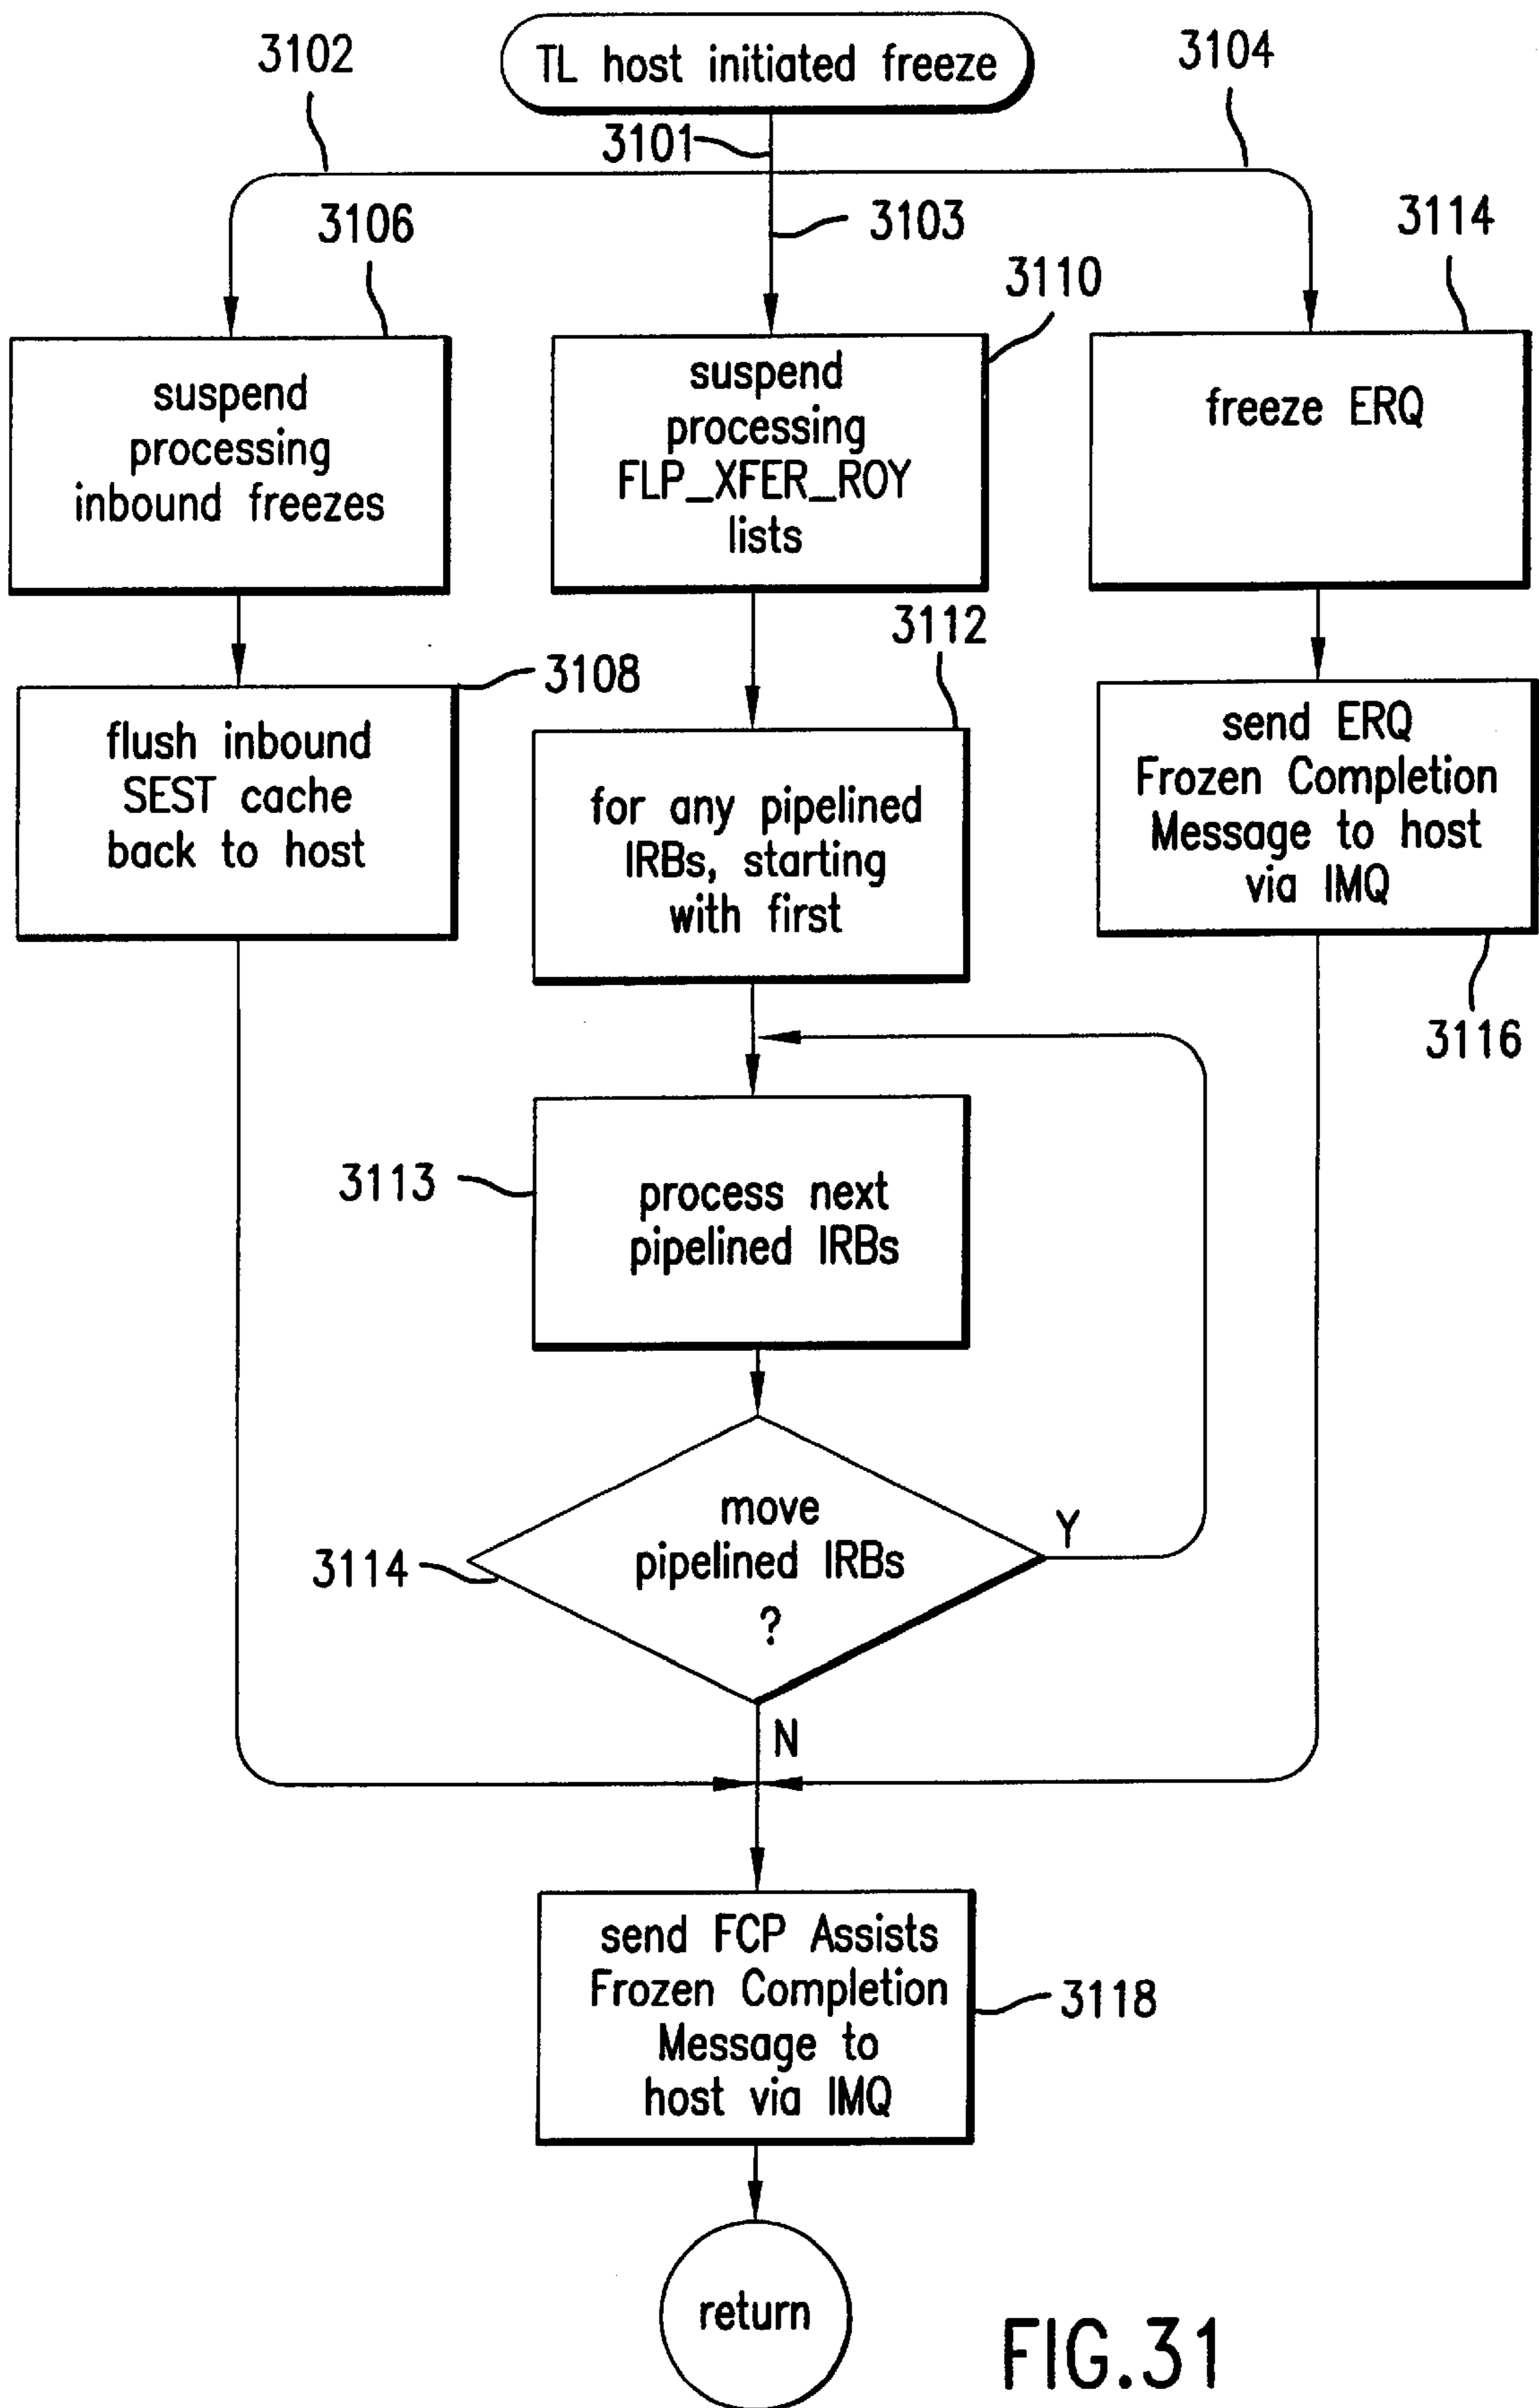 TL host initiated freeze
3102
3104
3101
3103
3106
3110
3114
suspend
processing
inbound freezes
suspend
processing
FLP_XFER_ROY
lists
freeze ERQ
3108
3112
flush inbound
SEST cache
back to host
for any pipelined
IRBs, starting
with first
send ERQ
Frozen Completion
Message to host
via IMQ
3116
3113
process next
pipelined IRBs
move
pipelined IRBs
?
Y
3114
N
send FCP Assists
Frozen Completion
Message to
host via IMQ
3118
return
FIG.31